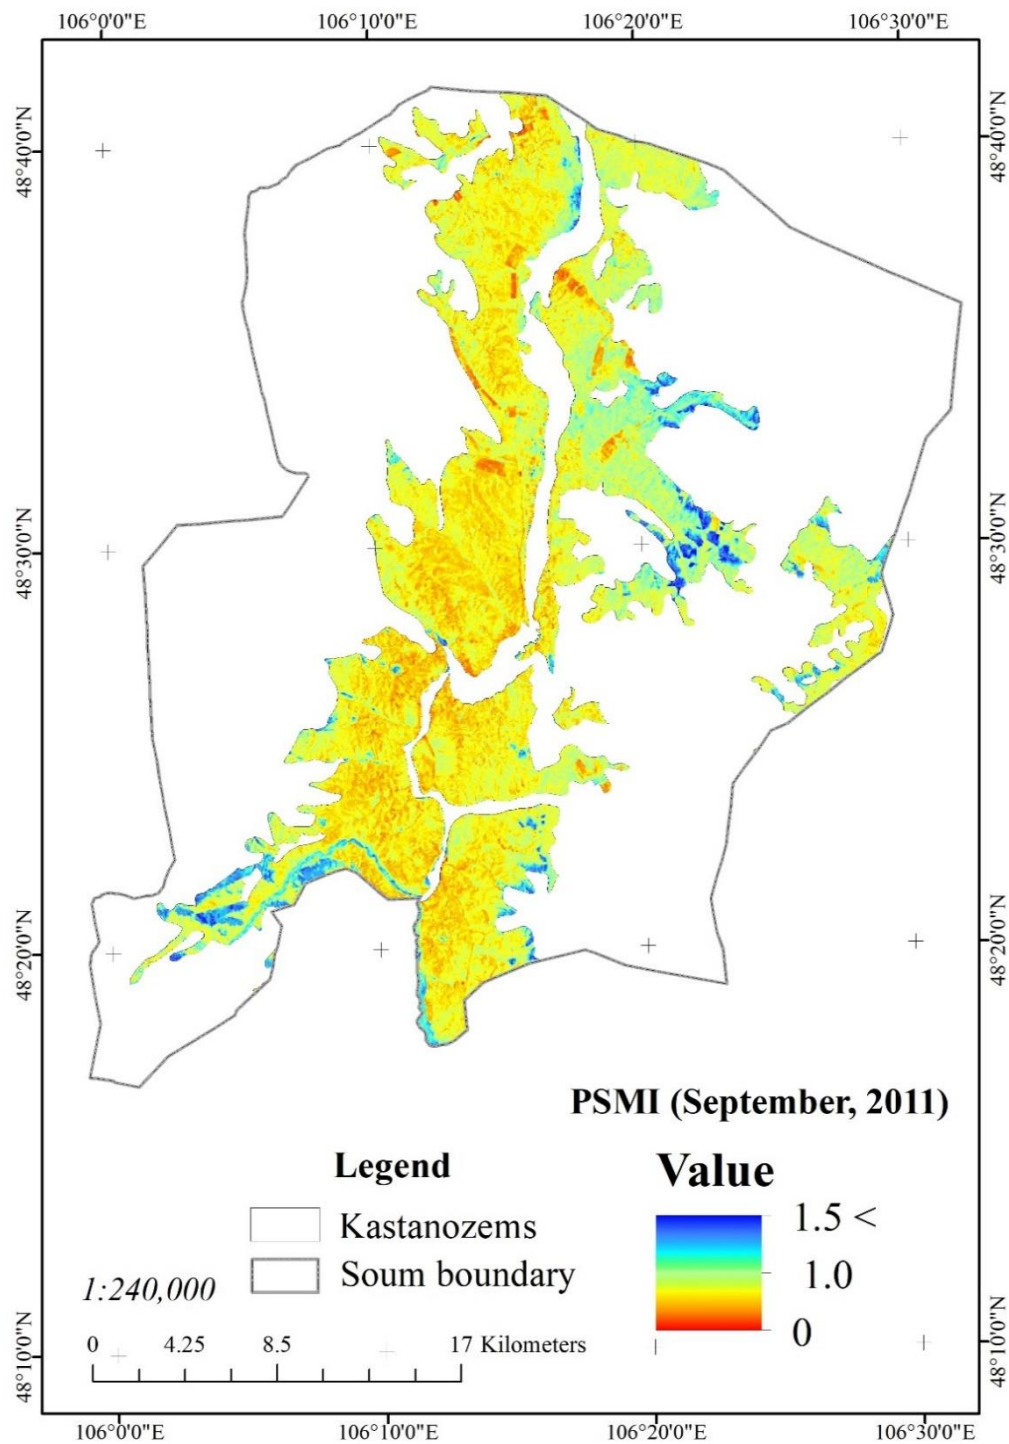 106°0'0"E 106°10'0"E 106°20'0"E 106°30'0"E
48°40'0"N 48°40'0"N
48°30'0"N 48°30'0"N
48°20'0"N 48°20'0"N
PSMI (September, 2011)
Legend
Value
Kastanozems
1.5 <
Soum boundary
1.0
1:240,000
0
0 4.25 8.5 17 Kilometers
48°10'0"N 48°10'0"N
106°0'0"E 106°10'0"E 106°20'0"E 106°30'0"E